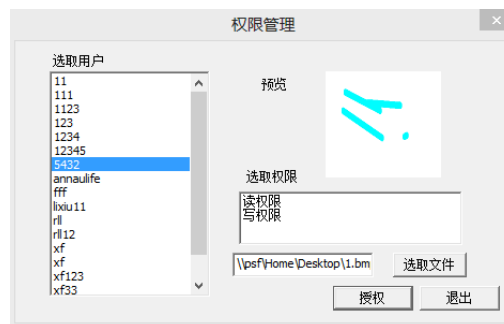 权限管理
选取用户
11
111
1123
123
1234
12345
5432
annaulife
fff
lixiu11
rll
rll12
xf
xf
xf123
xf33
预览
选取权限
读权限
写权限
\\psf\Home\Desktop\1.bm
选取文件
授权
退出